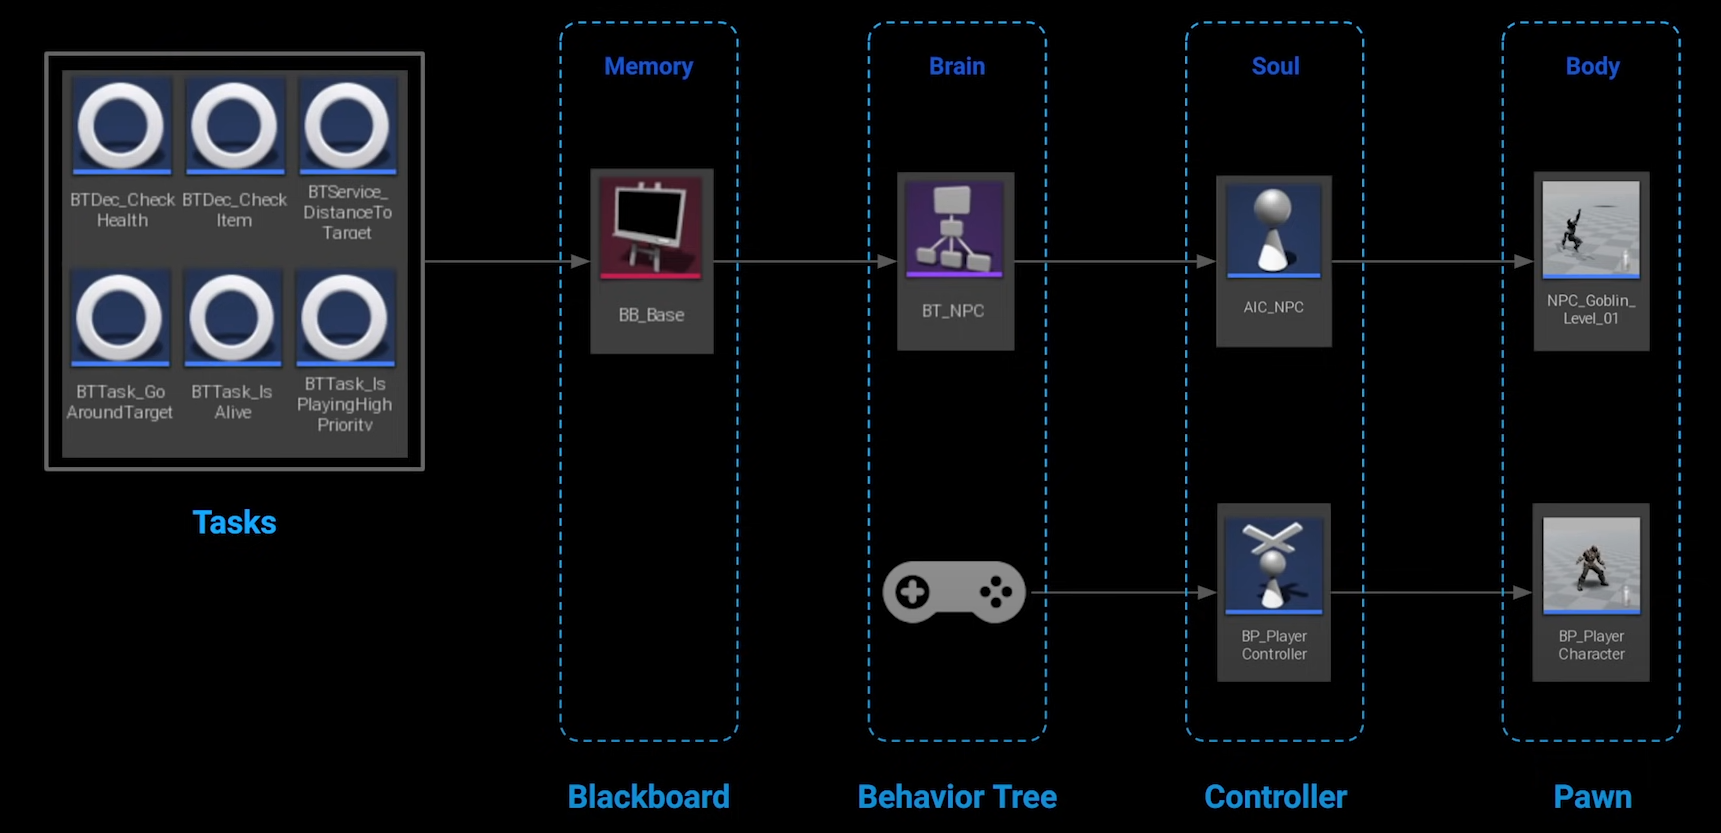 Memory
Brain
Soul
Body
BTDec_Check
Health
BTDec_Check
Item
BTService_
DistanceTo
Target
BTTask_Go
AroundTarget
BTTask_Is
Alive
BTTask_Is
PlayingHigh
Priority
Tasks
BB_Base
BT_NPC
AIC_NPC
NPC_Goblin_
Level_01
BP_Player
Controller
BP_Player
Character
Blackboard
Behavior Tree
Controller
Pawn